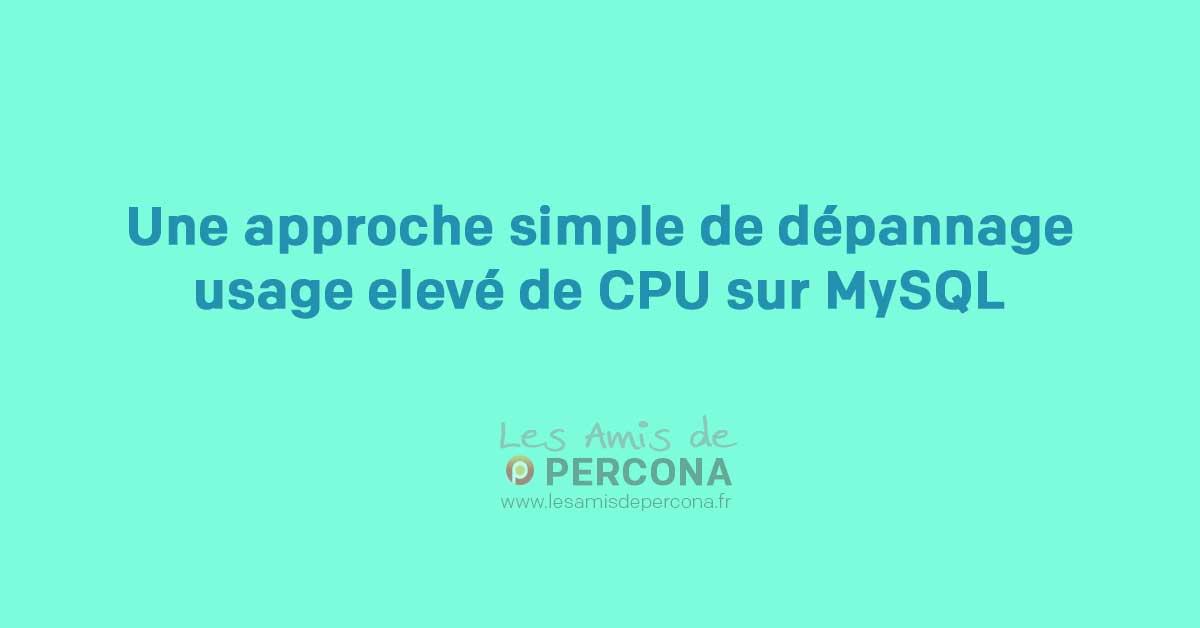 Une approche simple de dépannage
usage elevé de CPU sur MySQL
Les Amis de
PERCONA
www.lesamisdepercona.fr